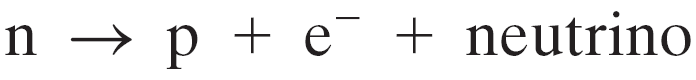 n → p + e⁻ + neutrino